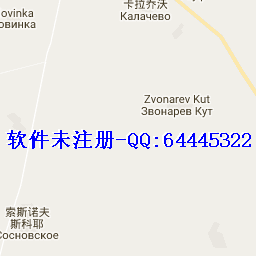 卡拉乔沃
Калачево
ovinka
овинка
Zvonarev Kut
Звонарев Кут
软件未注册-QQ:64445322
索斯诺夫
斯科耶
Сосновское